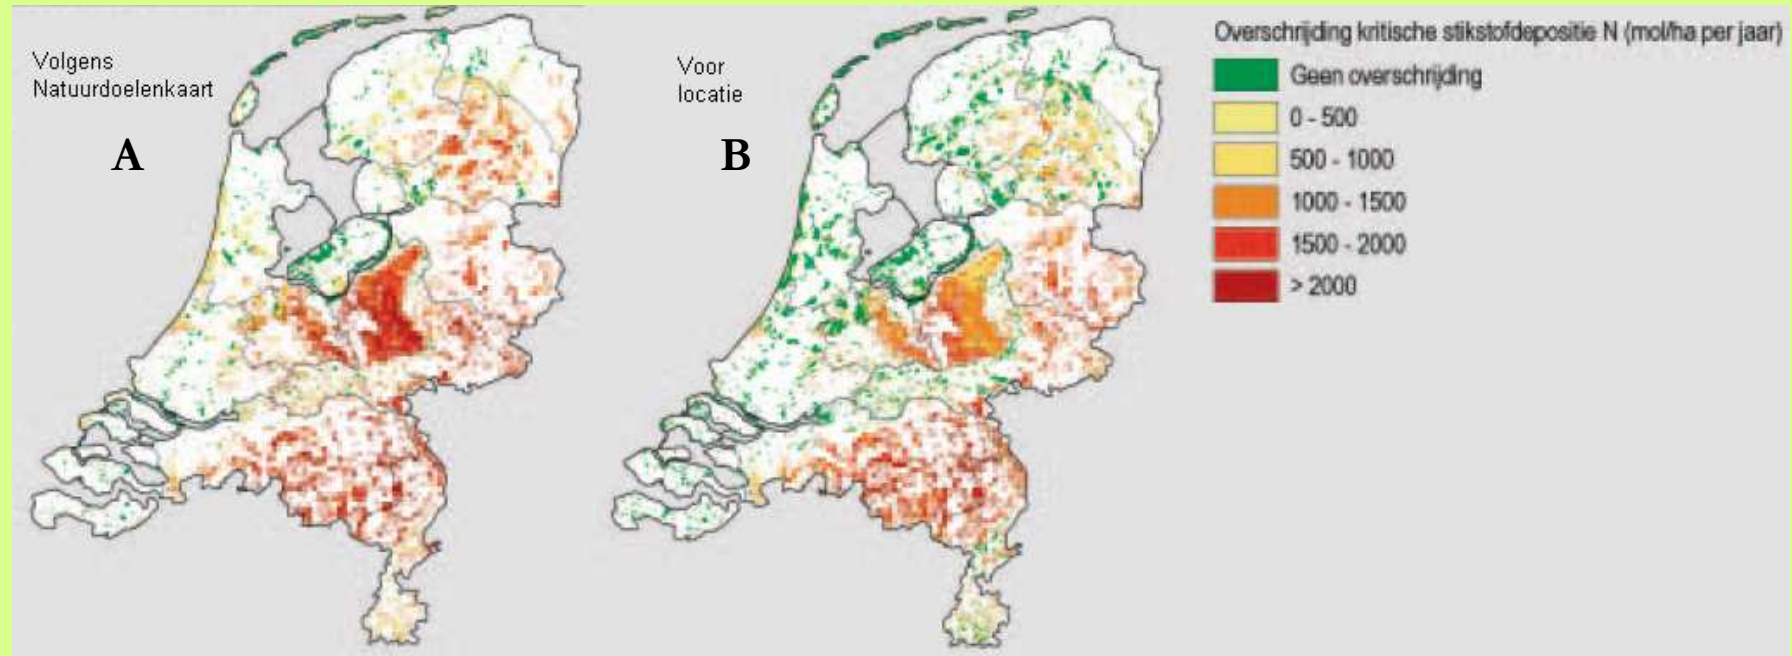 Volgens
Natuurdoelenkaart
A
Voor
locatie
B
Overschrijding kritische stikstofdepositie N (mol/ha per jaar)
Geen overschrijding
0 - 500
500 - 1000
1000 - 1500
1500 - 2000
> 2000